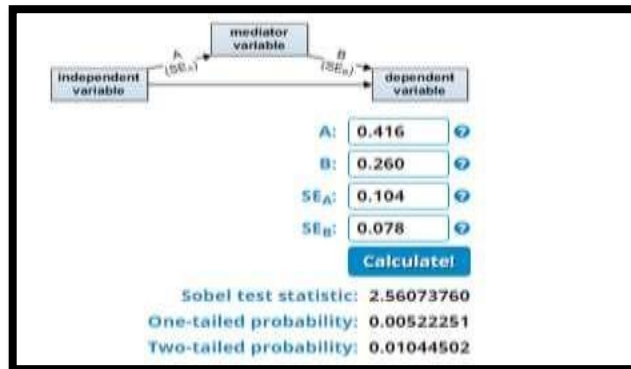 mediator
variable
A
(SEA)
B
(SEB)
independent
variable
dependent
variable
A: 0.416 ?
B: 0.260 ?
SEA: 0.104 ?
SEB: 0.078 ?
Calculate!
Sobel test statistic: 2.56073760
One-tailed probability: 0.00522251
Two-tailed probability: 0.01044502